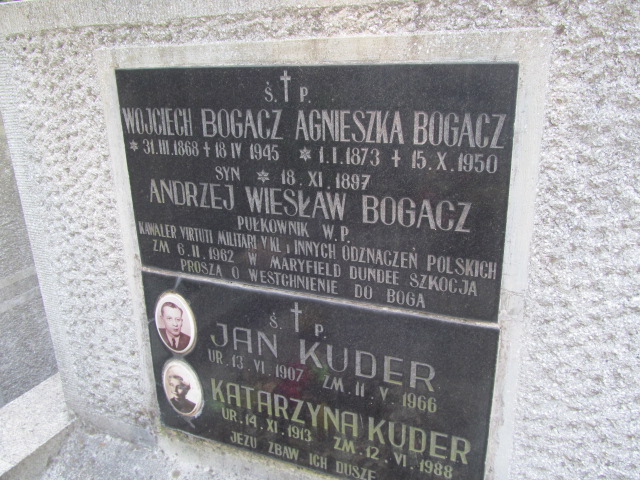 Ś. † P.
WOJCIECH BOGACZ AGNIESZKA BOGACZ
* 31.III.1868 + 18 IV 1945 * 1.I.1873 + 15.X.1950
SYN * 18.XI.1897
ANDRZEJ WIESŁAW BOGACZ
PUŁKOWNIK W.P.
KAWALER VIRTUTI MILITARI V KL I INNYCH ODZNACZEŃ POLSKICH
ZM 6.II.1962 W MARYFIELD DUNDEE SZKOCJA
PROSZĄ O WESTCHNIENIE DO BOGA
Ś. † P.
JAN KUDER
UR. 13.VI.1907 ZM. 11.V.1966
KATARZYNA KUDER
UR. 14.XI.1913 ZM. 12.VI.1988
JEZU ZBAW ICH DUSZE